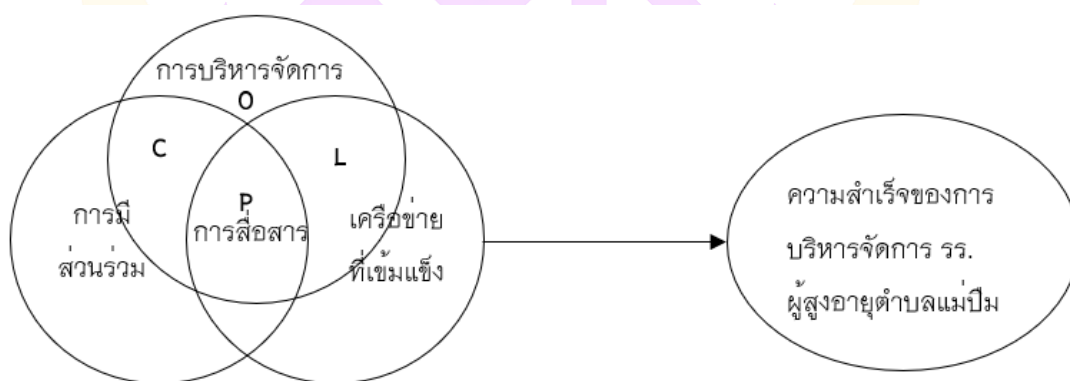 การบริหารจัดการ
O
C
L
P
การมี
ส่วนร่วม
การสื่อสาร
เครือข่าย
ที่เข้มแข็ง
ความสำเร็จของการ
บริหารจัดการ รร.
ผู้สูงอายุตำบลแม่ปืม